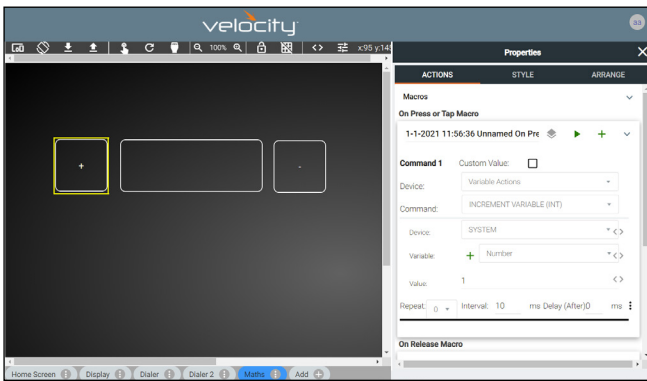 velocity
aa
100%
x:95 y:145
Properties
ACTIONS STYLE ARRANGE
Macros
On Press or Tap Macro
1-1-2021 11:56:36 Unnamed On Pre
Command 1 Custom Value:
Device: Variable Actions
Command: INCREMENT VARIABLE (INT)
Device: SYSTEM
Variable: + Number
Value: 1
Repeat: 0 Interval: 10 ms Delay (After)0 ms
On Release Macro
+ -
Home Screen Display Dialer Dialer 2 Maths Add